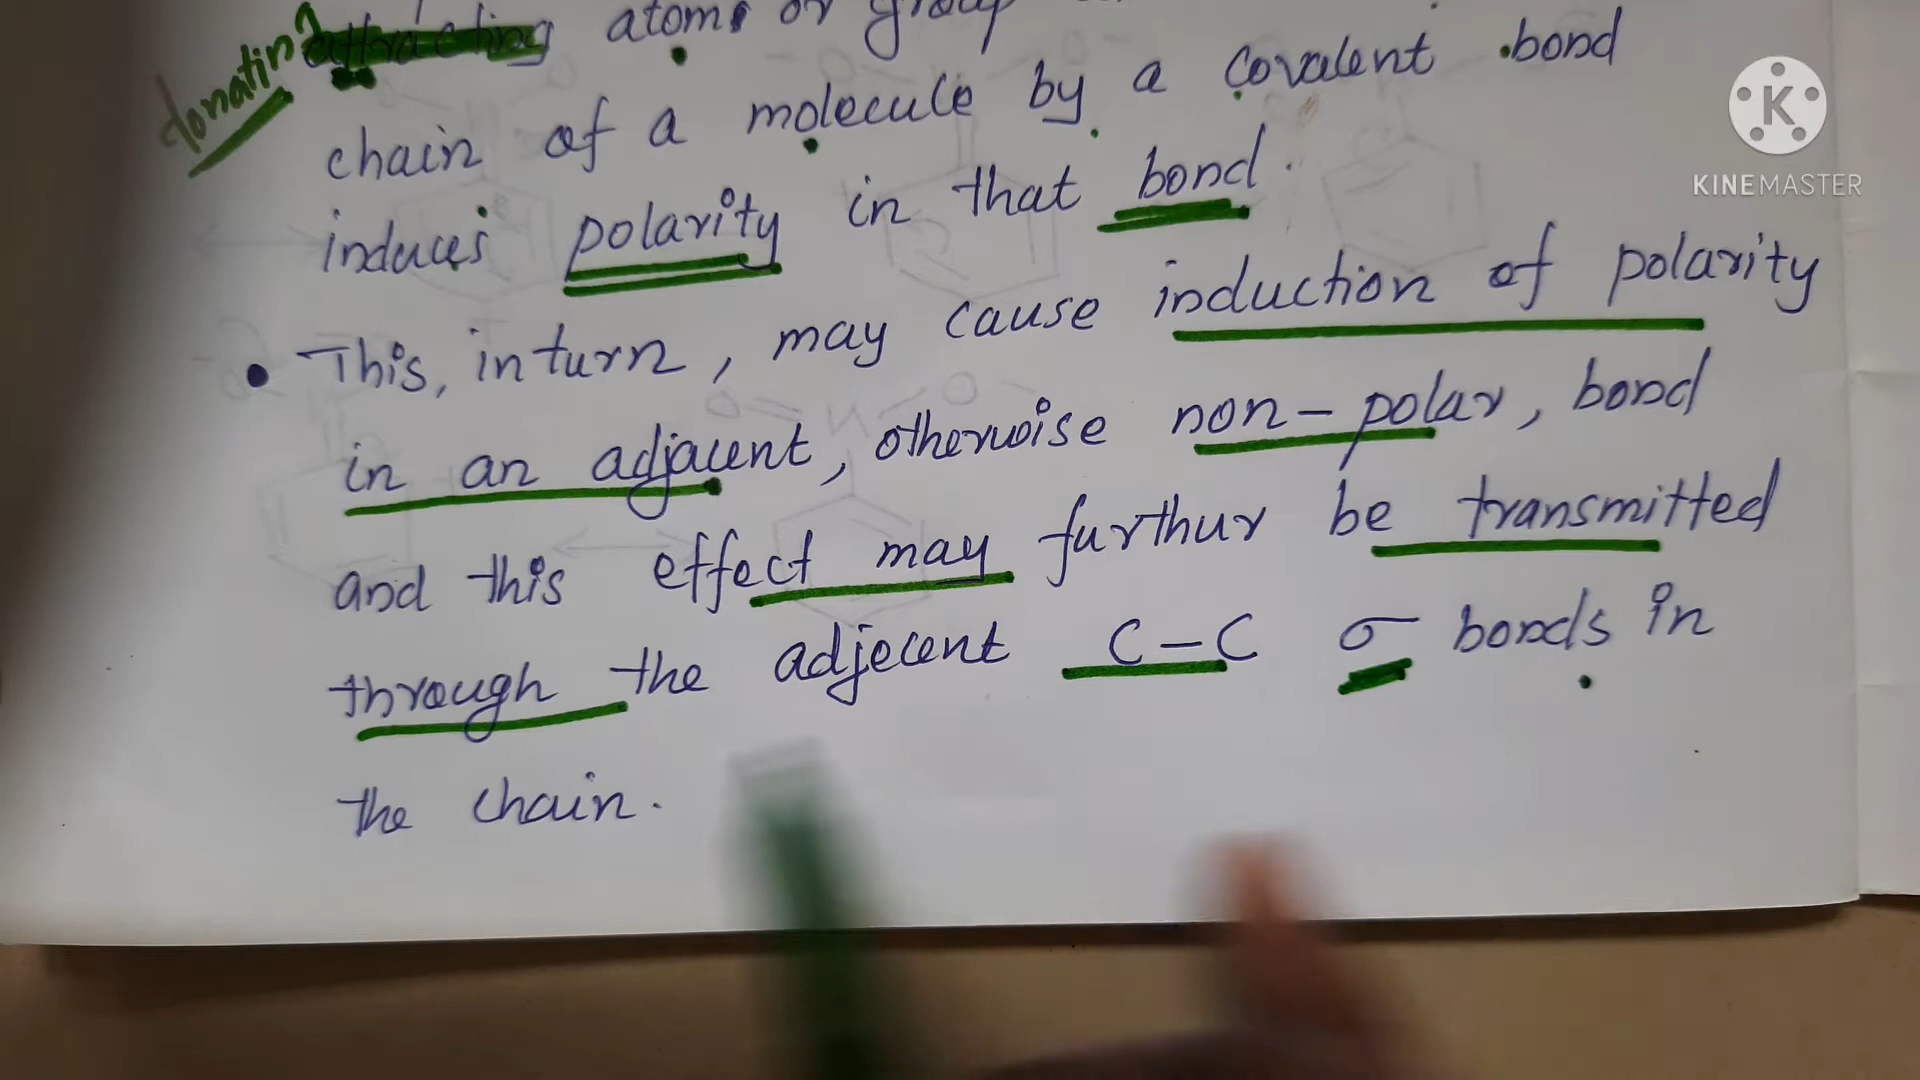 donating attracting atoms or group
chain of a molecule by a covalent bond
induces polarity in that bond.
• This, in turn, may cause induction of polarity
in an adjacent, otherwise non-polar, bond
and this effect may furthur be transmitted
through the adjecent C-C σ bonds in
the chain.
KINEMASTER